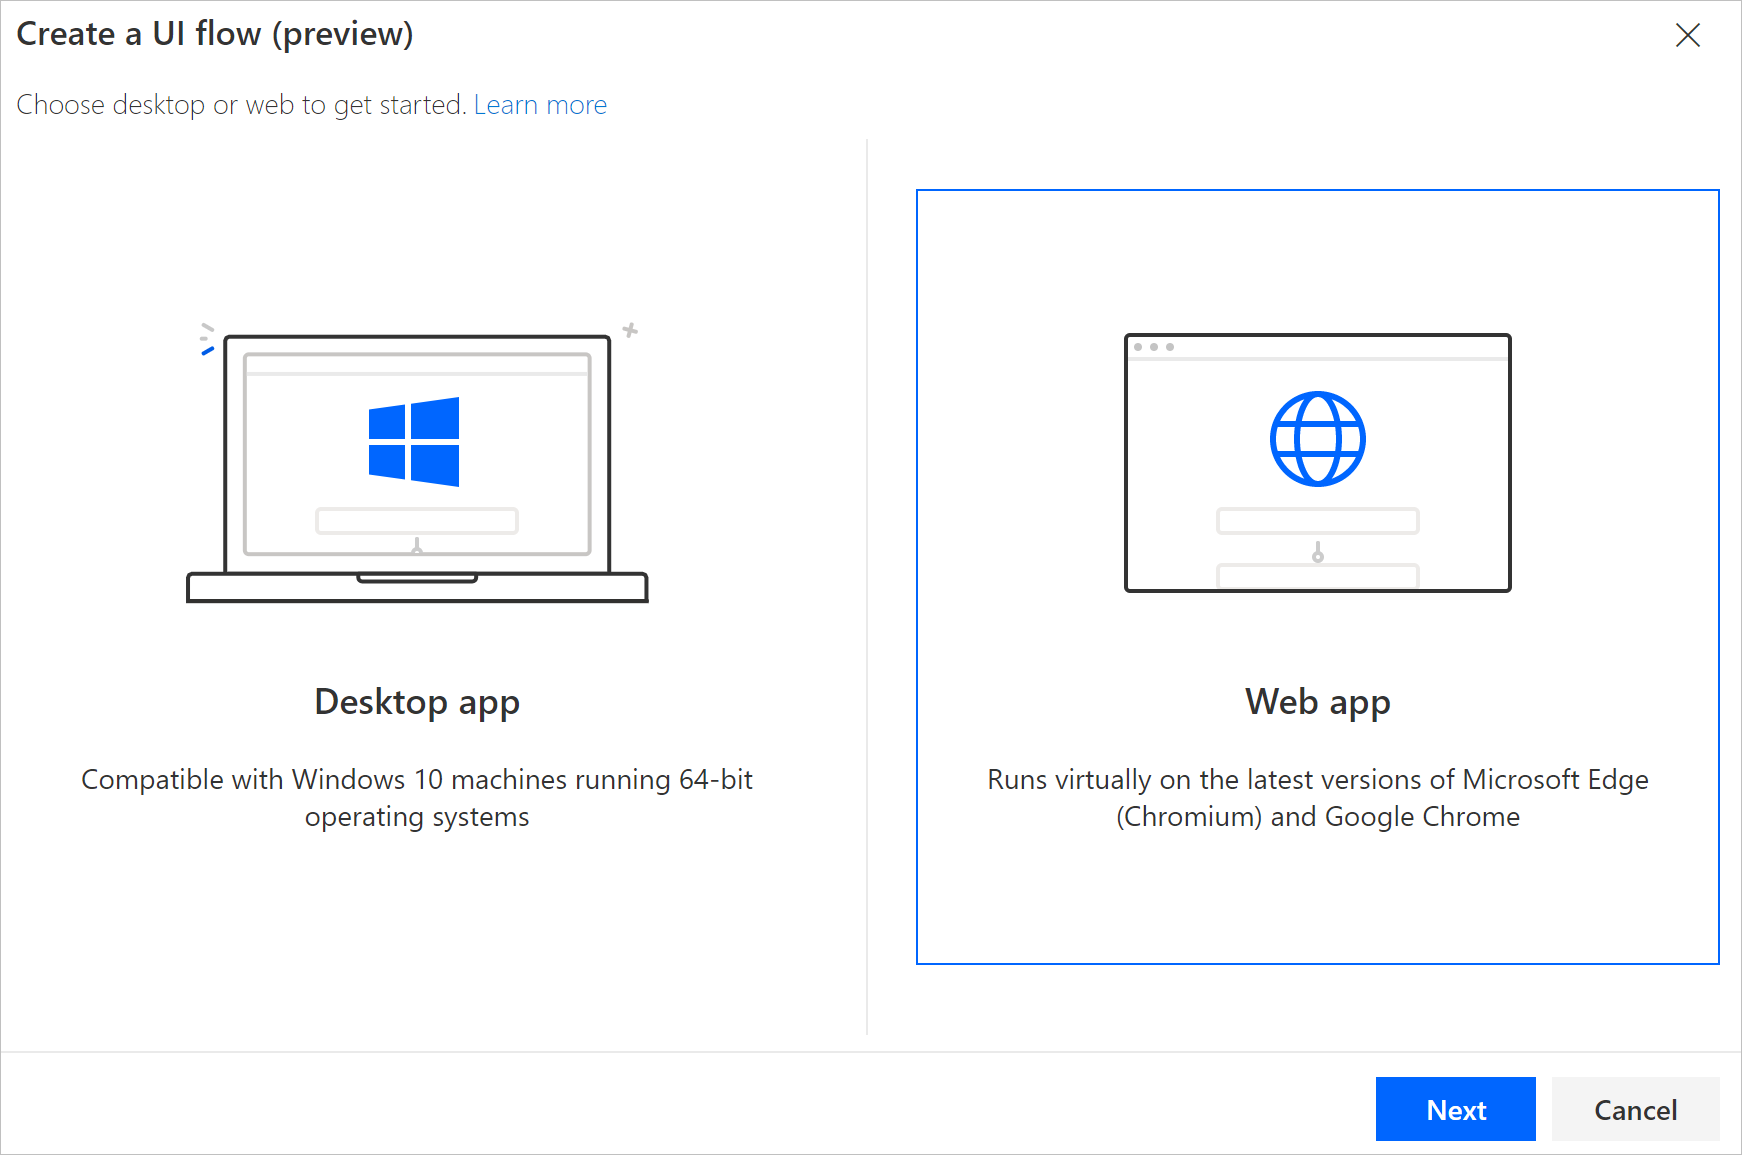 Create a UI flow (preview)
Choose desktop or web to get started. Learn more
Desktop app
Compatible with Windows 10 machines running 64-bit
operating systems
Web app
Runs virtually on the latest versions of Microsoft Edge
(Chromium) and Google Chrome
Next
Cancel